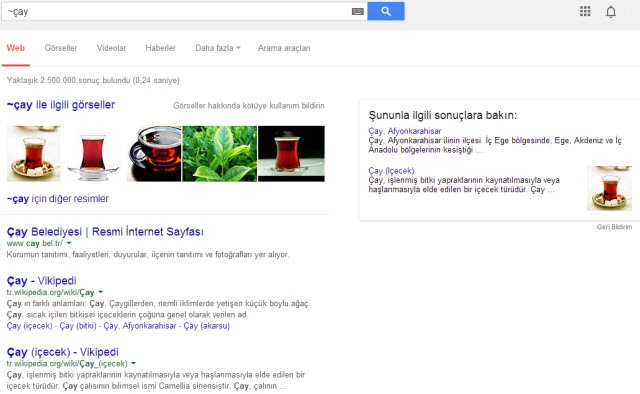 ~çay
Web Görseller Videolar Haberler Daha fazla Arama araçları
Yaklaşık 2.500.000 sonuç bulundu (0,24 saniye)
~çay ile ilgili görseller
Görseller hakkında kötüye kullanım bildirin
~çay için diğer resimler
Çay Belediyesi | Resmi İnternet Sayfası
www.cay.bel.tr/
Kurumun tanıtımı, faaliyetleri, duyurular, ilçenin tanıtımı ve fotoğrafları yer alıyor.
Çay - Vikipedi
tr.wikipedia.org/wiki/Çay
Çay ın farklı anlamları: Çay, Çaygillerden, nemli iklimlerde yetişen küçük boylu ağaç.
Çay, sıcak içilen bitkisel içeceklerin çoğuna genel olarak verilen ad.
Çay (içecek) - Çay (bitki) - Çay, Afyonkarahisar - Çay (akarsu)
Çay (içecek) - Vikipedi
tr.wikipedia.org/wiki/Çay_(içecek)
Çay, işlenmiş bitki yapraklarının kaynatılmasıyla veya haşlanmasıyla elde edilen bir
içecek türüdür. Çay çalısının bilimsel ismi Camellia sinensistir. Çay, çalının ...
Şununla ilgili sonuçlara bakın:
Çay, Afyonkarahisar
Çay, Afyonkarahisar ilinin ilçesi. İç Ege bölgesinde; Ege, Akdeniz ve İç
Anadolu bölgelerinin kesiştiği ...
Çay (Içecek)
Çay, işlenmiş bitki yapraklarının kaynatılmasıyla veya
haşlanmasıyla elde edilen bir içecek türüdür. Çay ...
Geri Bildirim